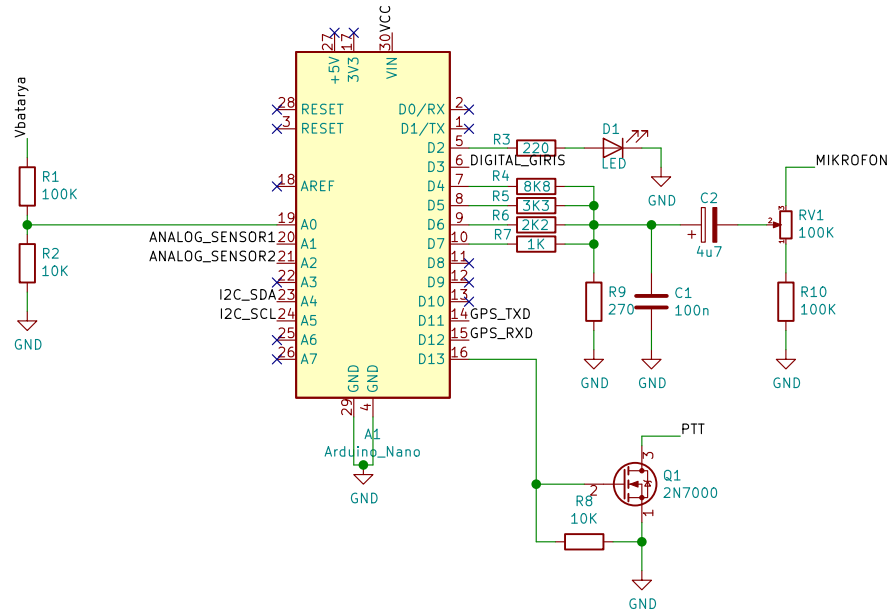 Vbatarya
R1
100K
R2
10K
GND
27
17
30
VCC
+5V
3V3
VIN
28
RESET
3
RESET
18
AREF
19
A0
ANALOG_SENSOR1
20
A1
ANALOG_SENSOR2
21
A2
22
A3
I2C_SDA
23
A4
I2C_SCL
24
A5
25
A6
26
A7
D0/RX
2
D1/TX
1
D2
5
D3
6
DIGITAL_GIRIS
D4
7
D5
8
D6
9
D7
10
D8
11
D9
12
D10
13
D11
14
GPS_TXD
D12
15
GPS_RXD
D13
16
GND
GND
29
4
A1
Arduino_Nano
GND
R3
220
D1
LED
GND
R4
8K8
R5
3K3
R6
2K2
R7
1K
R9
270
GND
C1
100n
GND
C2
+
4u7
MIKROFON
3
2
1
RV1
100K
R10
100K
GND
PTT
3
2
1
Q1
2N7000
R8
10K
GND